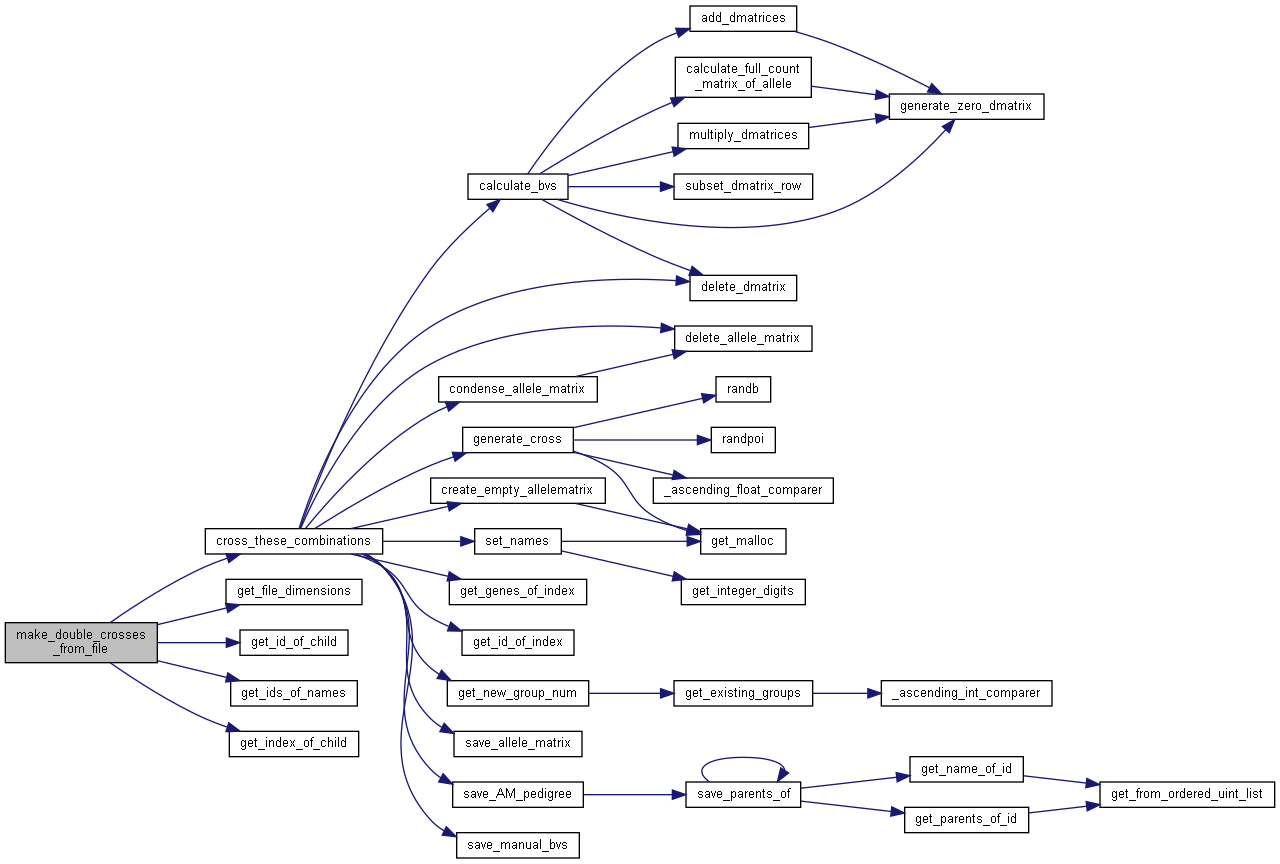 add_dmatrices
calculate_full_count
_matrix_of_allele
generate_zero_dmatrix
multiply_dmatrices
calculate_bvs
subset_dmatrix_row
delete_dmatrix
delete_allele_matrix
condense_allele_matrix
randb
generate_cross
randpoi
create_empty_allelematrix
_ascending_float_comparer
cross_these_combinations
set_names
get_malloc
get_file_dimensions
get_genes_of_index
get_integer_digits
make_double_crosses
_from_file
get_id_of_child
get_id_of_index
get_ids_of_names
get_new_group_num
get_existing_groups
_ascending_int_comparer
get_index_of_child
save_allele_matrix
get_name_of_id
save_AM_pedigree
save_parents_of
get_from_ordered_uint_list
get_parents_of_id
save_manual_bvs